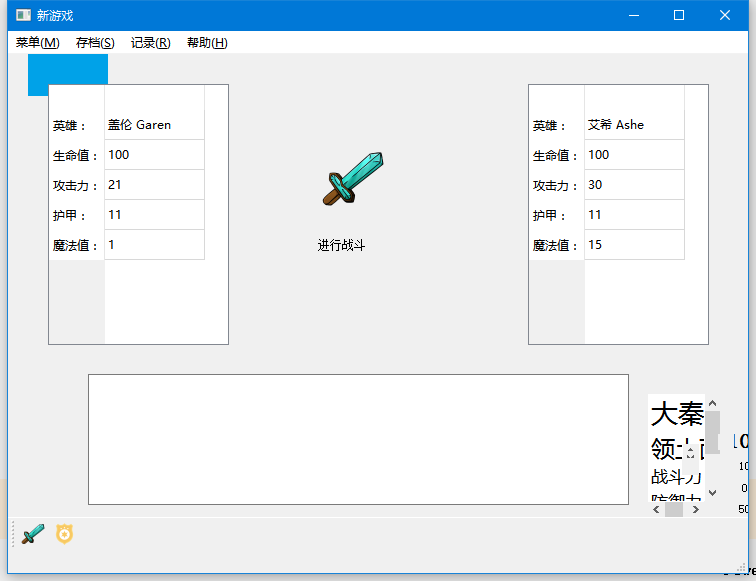 新游戏
菜单(M) 存档(S) 记录(R) 帮助(H)
英雄： 盖伦 Garen
生命值： 100
攻击力： 21
护甲： 11
魔法值： 1
进行战斗
英雄： 艾希 Ashe
生命值： 100
攻击力： 30
护甲： 11
魔法值： 15
大秦
领土
战斗力
防御力
10
10
0
50